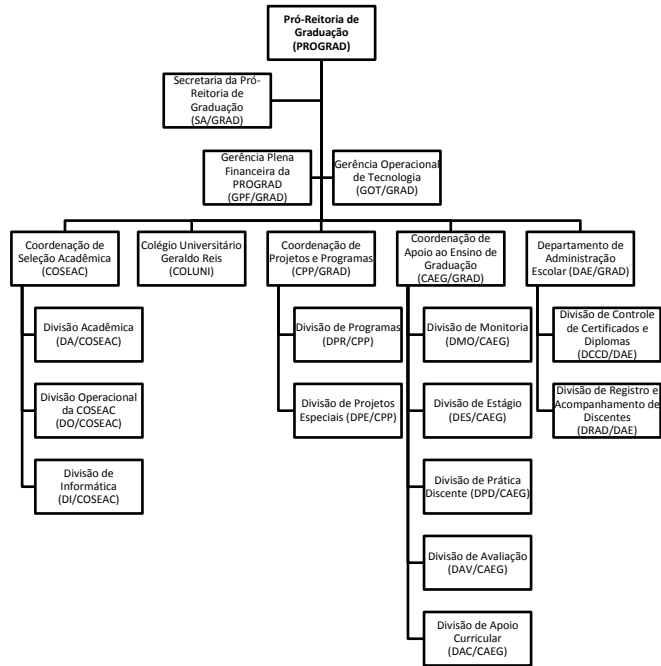 Pró-Reitoria de
Graduação
(PROGRAD)
Secretaria da Pró-
Reitoria de
Graduação
(SA/GRAD)
Gerência Plena
Financeira da
PROGRAD
(GPF/GRAD)
Gerência Operacional
de Tecnologia
(GOT/GRAD)
Coordenação de
Seleção Acadêmica
(COSEAC)
Colégio Universitário
Geraldo Reis
(COLUNI)
Coordenação de
Projetos e Programas
(CPP/GRAD)
Coordenação de
Apoio ao Ensino de
Graduação
(CAEG/GRAD)
Departamento de
Administração
Escolar (DAE/GRAD)
Divisão Acadêmica
(DA/COSEAC)
Divisão Operacional
da COSEAC
(DO/COSEAC)
Divisão de
Informática
(DI/COSEAC)
Divisão de Programas
(DPR/CPP)
Divisão de Projetos
Especiais (DPE/CPP)
Divisão de Monitoria
(DMO/CAEG)
Divisão de Estágio
(DES/CAEG)
Divisão de Prática
Discente (DPD/CAEG)
Divisão de Avaliação
(DAV/CAEG)
Divisão de Apoio
Curricular
(DAC/CAEG)
Divisão de Controle
de Certificados e
Diplomas
(DCCD/DAE)
Divisão de Registro e
Acompanhamento de
Discentes
(DRAD/DAE)